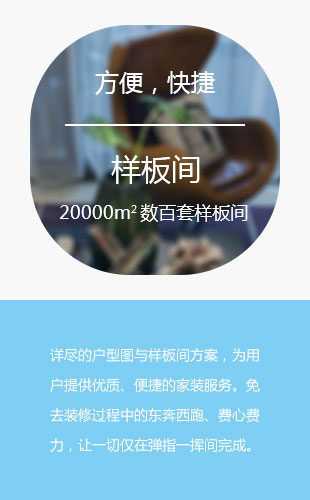 方便，快捷
样板间
20000m² 数百套样板间
详尽的户型图与样板间方案，为用
户提供优质、便捷的家装服务。免
去装修过程中的东奔西跑、费心费
力，让一切仅在弹指一挥间完成。